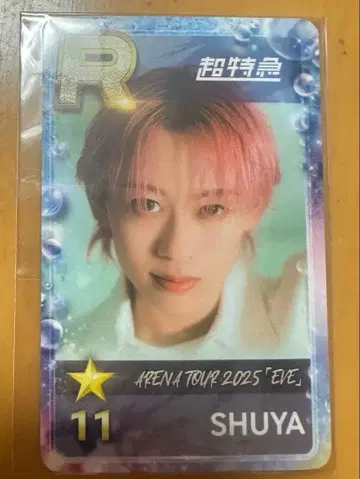 R
超特急
ARENA TOUR 2025「EVE」
11
SHUYA